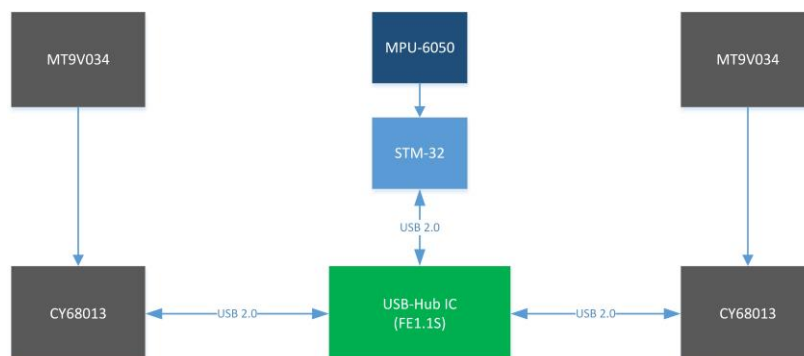 MT9V034
MPU-6050
MT9V034
STM-32
USB 2.0
CY68013
USB 2.0
USB-Hub IC
(FE1.1S)
USB 2.0
CY68013